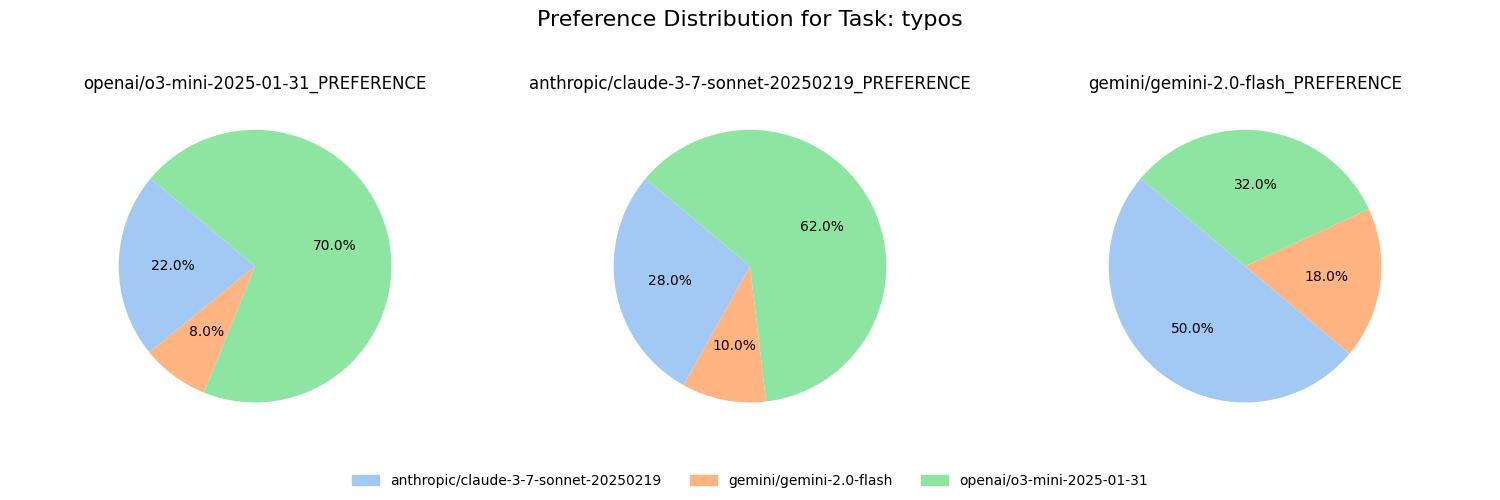 Preference Distribution for Task: typos
openai/o3-mini-2025-01-31_PREFERENCE
anthropic/claude-3-7-sonnet-20250219_PREFERENCE
gemini/gemini-2.0-flash_PREFERENCE
70.0%
22.0%
8.0%
62.0%
28.0%
10.0%
32.0%
18.0%
50.0%
anthropic/claude-3-7-sonnet-20250219
gemini/gemini-2.0-flash
openai/o3-mini-2025-01-31